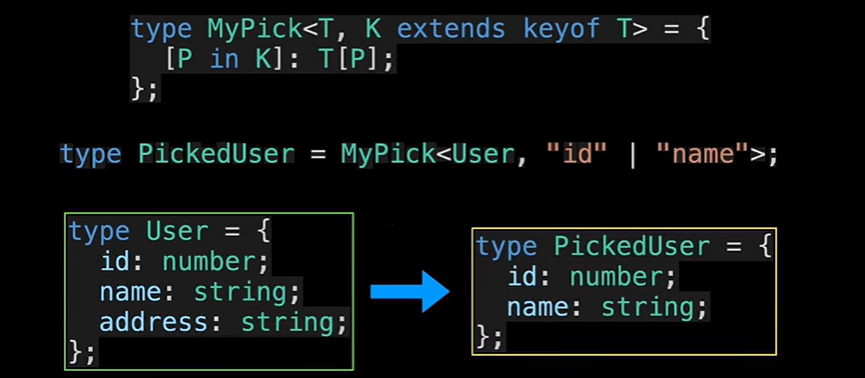 type MyPick<T, K extends keyof T> = {
  [P in K]: T[P];
};
type PickedUser = MyPick<User, "id" | "name">;
type User = {
  id: number;
  name: string;
  address: string;
};
type PickedUser = {
  id: number;
  name: string;
};